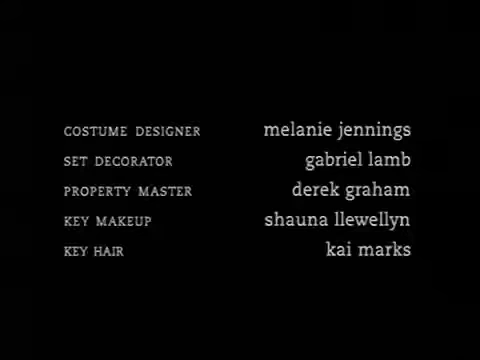 COSTUME DESIGNER melanie jennings
SET DECORATOR gabriel lamb
PROPERTY MASTER derek graham
KEY MAKEUP shauna llewellyn
KEY HAIR kai marks